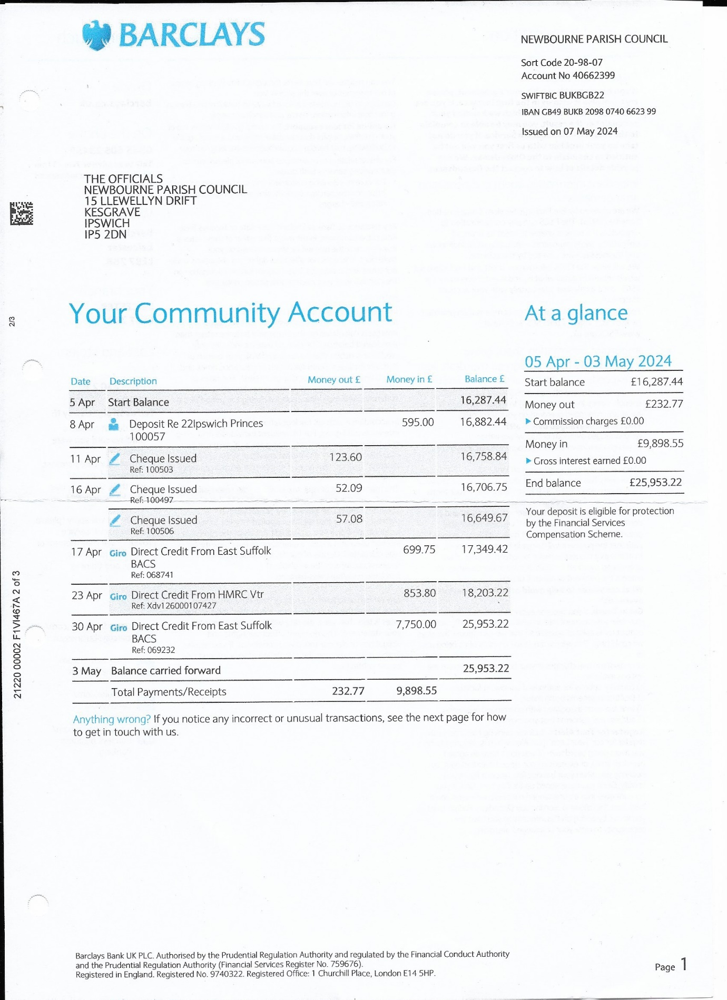 BARCLAYS
NEWBOURNE PARISH COUNCIL
Sort Code 20-98-07
Account No 40662399
SWIFTBIC BUKBGB22
IBAN GB49 BUKB 2098 0740 6623 99
Issued on 07 May 2024
THE OFFICIALS
NEWBOURNE PARISH COUNCIL
15 LLEWELLYN DRIFT
KESGRAVE
IPSWICH
IP5 2DN
2/3
Your Community Account
Date Description Money out £ Money in £ Balance £
5 Apr Start Balance 16,287.44
8 Apr Deposit Re 22Ipswich Princes 595.00 16,882.44
100057
11 Apr Cheque Issued 123.60 16,758.84
Ref: 100503
16 Apr Cheque Issued 52.09 16,706.75
Ref: 100497
Cheque Issued 57.08 16,649.67
Ref: 100506
17 Apr Giro Direct Credit From East Suffolk 699.75 17,349.42
BACS
Ref: 068741
23 Apr Giro Direct Credit From HMRC Vtr 853.80 18,203.22
Ref: Xdv126000107427
30 Apr Giro Direct Credit From East Suffolk 7,750.00 25,953.22
BACS
Ref: 069232
3 May Balance carried forward 25,953.22
Total Payments/Receipts 232.77 9,898.55
Anything wrong? If you notice any incorrect or unusual transactions, see the next page for how
to get in touch with us.
At a glance
05 Apr - 03 May 2024
Start balance £16,287.44
Money out £232.77
Commission charges £0.00
Money in £9,898.55
Gross interest earned £0.00
End balance £25,953.22
Your deposit is eligible for protection
by the Financial Services
Compensation Scheme.
21220 00002 F1VI467A 2 of 3
Barclays Bank UK PLC. Authorised by the Prudential Regulation Authority and regulated by the Financial Conduct Authority
and the Prudential Regulation Authority (Financial Services Register No. 759676).
Registered in England. Registered No. 9740322. Registered Office: 1 Churchill Place, London E14 5HP.
Page 1